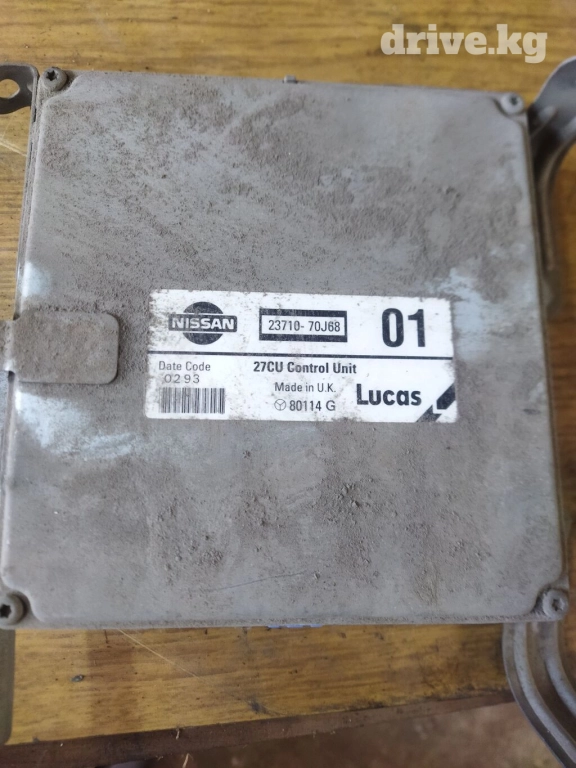 drive.kg
NISSAN 23710- 70J68 01
Date Code 27CU Control Unit
0293 Made in U.K.
80114 G Lucas